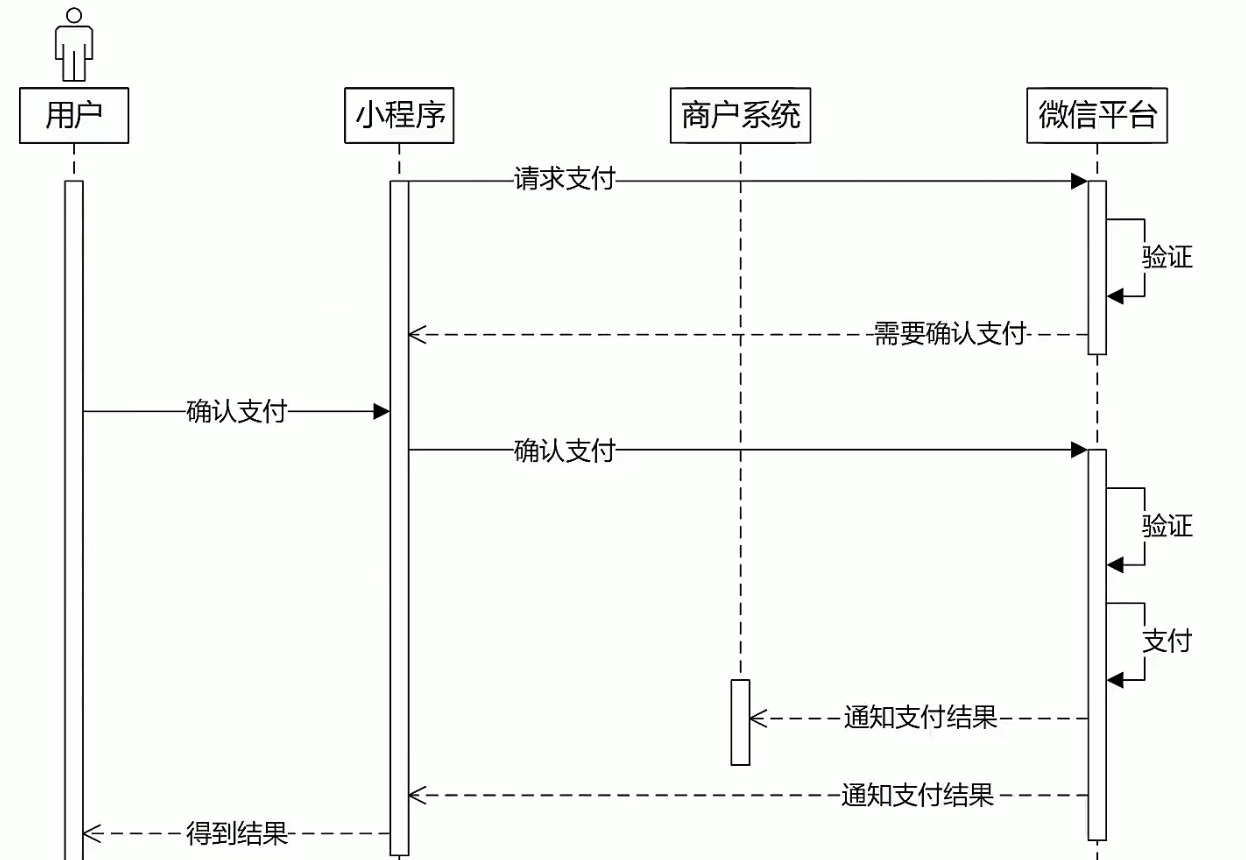 用户
小程序
商户系统
微信平台
请求支付
验证
需要确认支付
确认支付
确认支付
验证
支付
通知支付结果
通知支付结果
得到结果